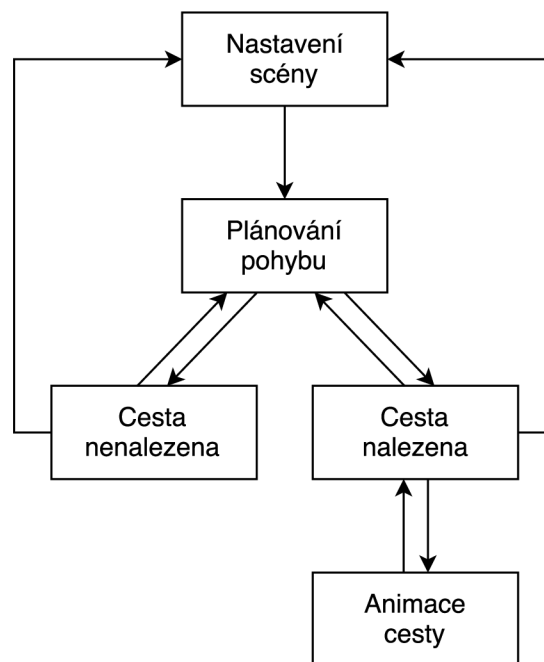 Nastavení
scény
Plánování
pohybu
Cesta
nenalezena
Cesta
nalezena
Animace
cesty